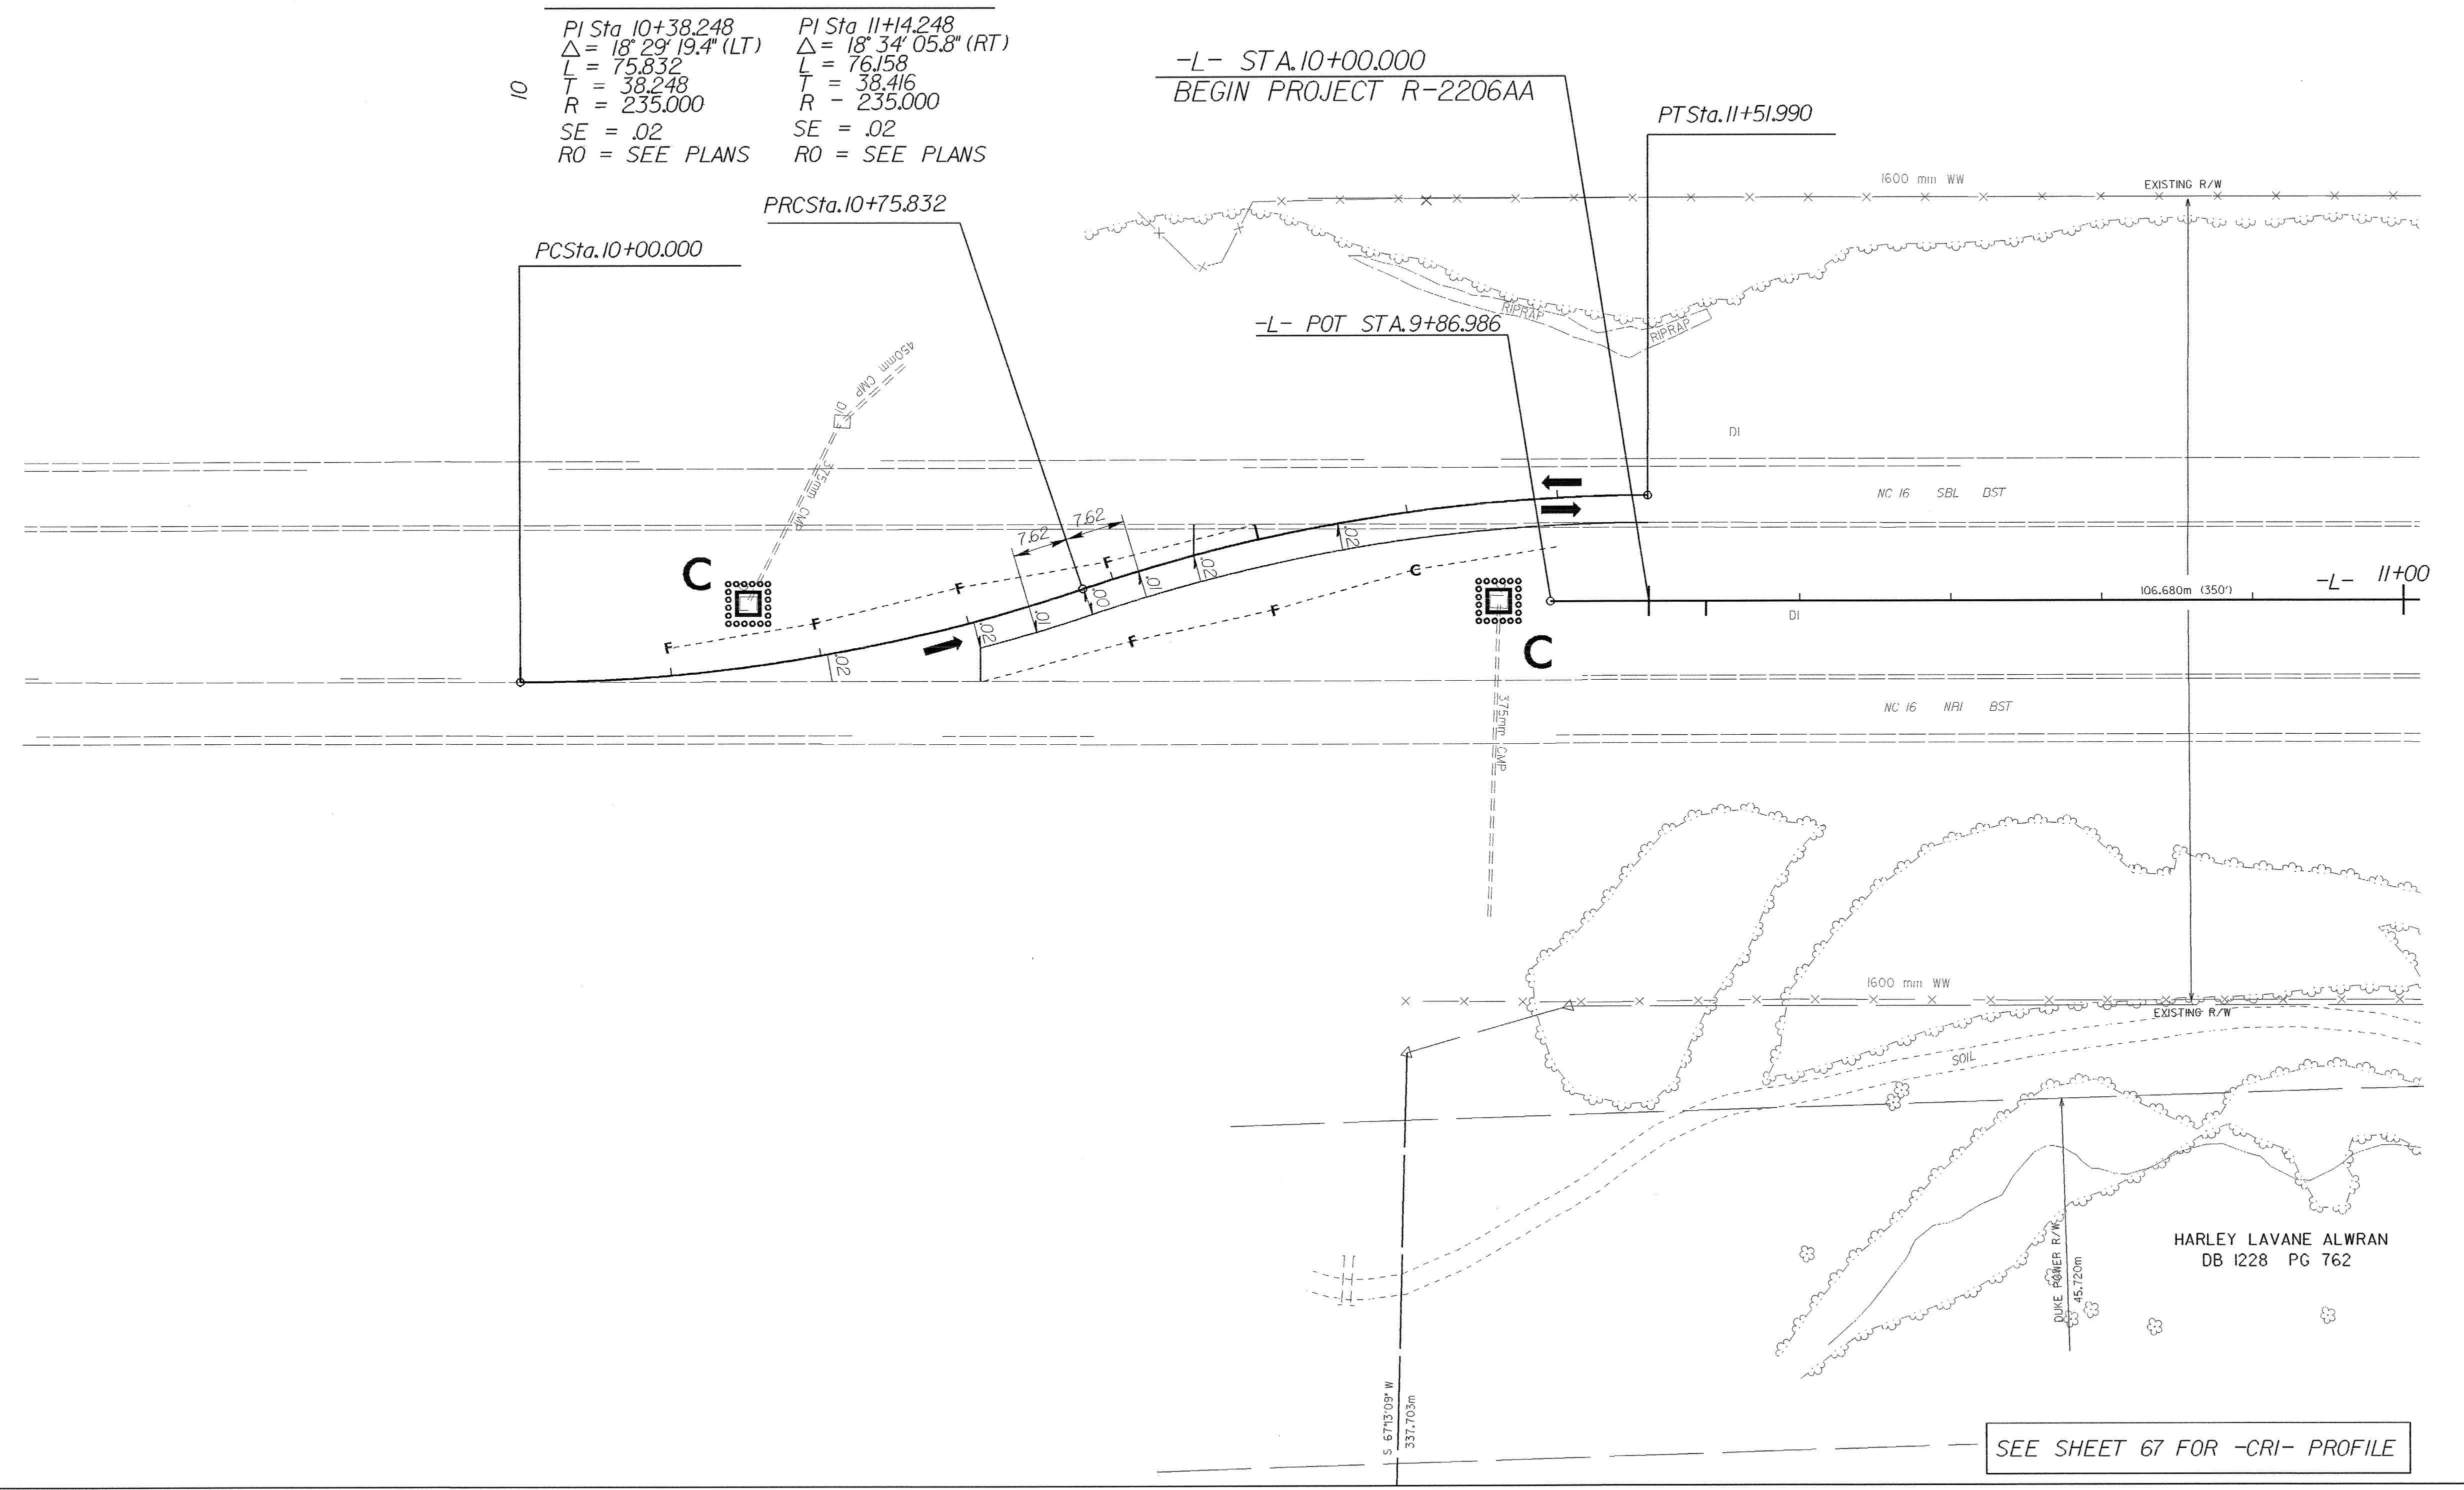 PI Sta 10+38.248
Δ = 18° 29' 19.4" (LT)
L = 75.832
T = 38.248
R = 235.000
SE = .02
RO = SEE PLANS
PI Sta 11+14.248
Δ = 18° 34' 05.8" (RT)
L = 76.158
T = 38.416
R - 235.000
SE = .02
RO = SEE PLANS
10
-L- STA.10+00.000
BEGIN PROJECT R-2206AA
PTSta.11+51.990
PRCSta.10+75.832
PCSta.10+00.000
-L- POT STA.9+86.986
1600 mm WW
EXISTING R/W
RIPRAP
RIPRAP
450mm CMP
DI
375mm CMP
DI
NC 16 SBL BST
7.62
7.62
C
F
F
F
F
.02
.02
.01
.00
.01
.02
.02
C
F
F
C
106.680m (350')
-L- 11+00
DI
375mm CMP
NC 16 NBL BST
1600 mm WW
EXISTING R/W
SOIL
DUKE POWER R/W
45.720m
HARLEY LAVANE ALWRAN
DB 1228 PG 762
S 67°13'09" W
337.703m
SEE SHEET 67 FOR -CRI- PROFILE